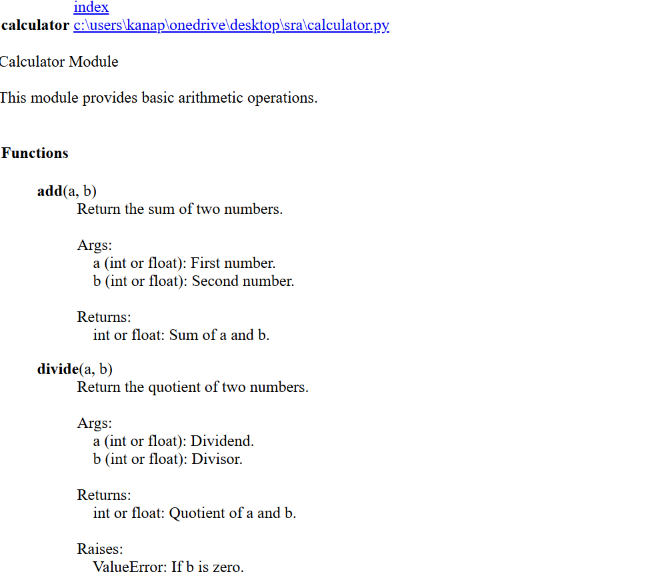 index
calculator c:\users\kanap\onedrive\desktop\sra\calculator.py
Calculator Module
This module provides basic arithmetic operations.
Functions
add(a, b)
Return the sum of two numbers.
Args:
a (int or float): First number.
b (int or float): Second number.
Returns:
int or float: Sum of a and b.
divide(a, b)
Return the quotient of two numbers.
Args:
a (int or float): Dividend.
b (int or float): Divisor.
Returns:
int or float: Quotient of a and b.
Raises:
ValueError: If b is zero.